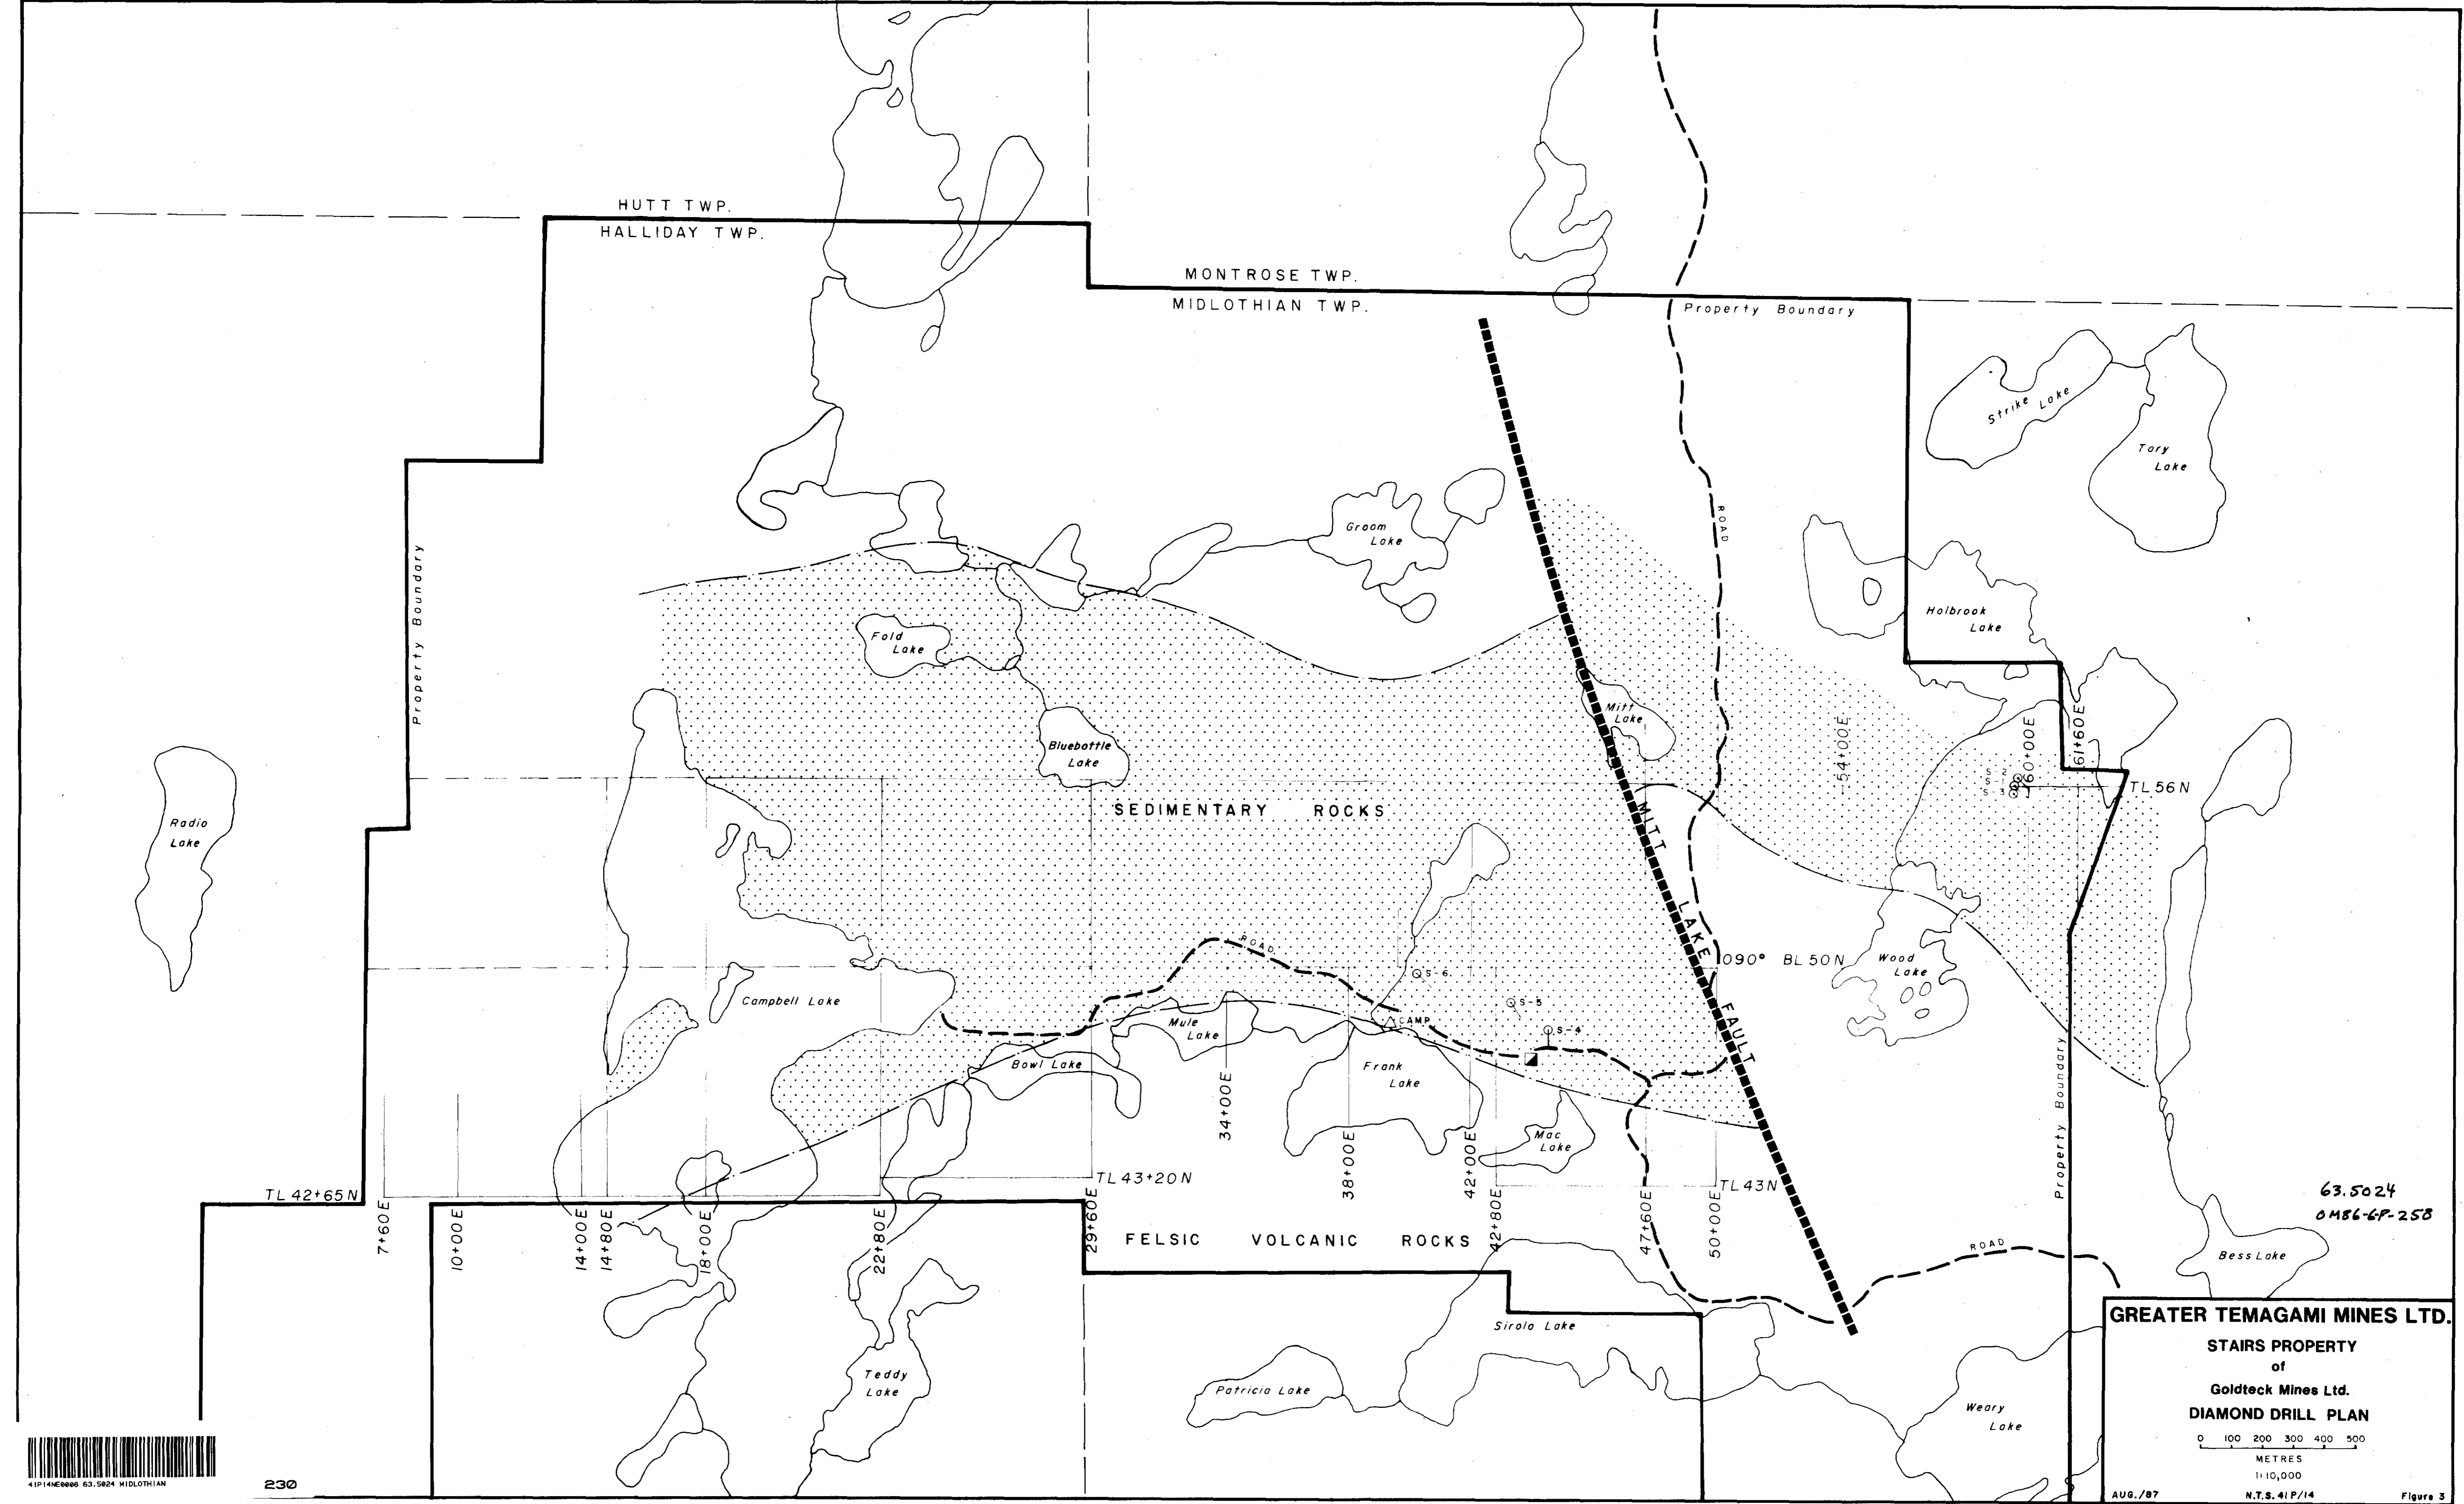 HUTT TWP.
HALLIDAY TWP.
MONTROSE TWP.
MIDLOTHIAN TWP.
Property Boundary
Strike Lake
Tory
Lake
Groom
Lake
ROAD
Property Boundary
Holbrook
Lake
Fold
Lake
Mitt
Lake
Bluebottle
Lake
54+00E
60+00E
61+60E
S-2
S-1
S-3
TL 56 N
SEDIMENTARY ROCKS
MITT LAKE FAULT
Radio
Lake
ROAD
090° BL 50 N
Wood
Lake
S-6
Campbell Lake
S-5
Mule
Lake
CAMP
S-4
Bowl Lake
Frank
Lake
34+00E
Mac
Lake
Property Boundary
38+00E
42+00E
TL 43+20 N
TL 43 N
TL 42+65 N
7+60E
10+00E
14+00E
14+80E
18+00E
22+80E
29+60E
42+80E
47+60E
50+00E
FELSIC VOLCANIC ROCKS
ROAD
63.5024
OM86-6P-258
Bess Lake
Sirola Lake
Teddy
Lake
Patricia Lake
Weary
Lake
GREATER TEMAGAMI MINES LTD.
STAIRS PROPERTY
of
Goldteck Mines Ltd.
DIAMOND DRILL PLAN
0 100 200 300 400 500
METRES
1:10,000
AUG./87 N.T.S. 41 P/14 Figure 3
41P14NE0008 63.5024 MIDLOTHIAN
230